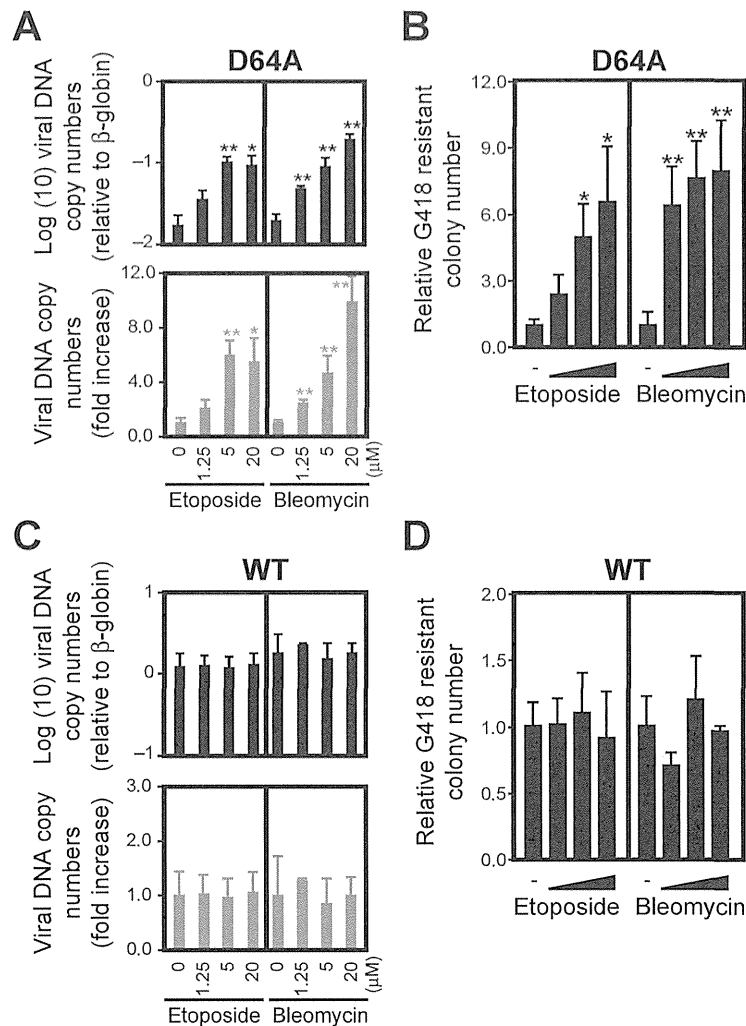 A
D64A
Log (10) viral DNA
copy numbers
(relative to β-globin)
0
−1
−2
** *
** ** **
Viral DNA copy
numbers
(fold increase)
12.0
8.0
4.0
0.0
** *
** ** **
0 1.25 5 20 0 1.25 5 20 (μM)
Etoposide Bleomycin
B
D64A
Relative G418 resistant
colony number
12.0
9.0
6.0
3.0
0.0
* *
** ** **
- -
Etoposide Bleomycin
C
WT
Log (10) viral DNA
copy numbers
(relative to β-globin)
1
0
−1
Viral DNA copy
numbers
(fold increase)
3.0
2.0
1.0
0.0
0 1.25 5 20 0 1.25 5 20 (μM)
Etoposide Bleomycin
D
WT
Relative G418 resistant
colony number
2.0
1.5
1.0
0.5
0.0
- -
Etoposide Bleomycin